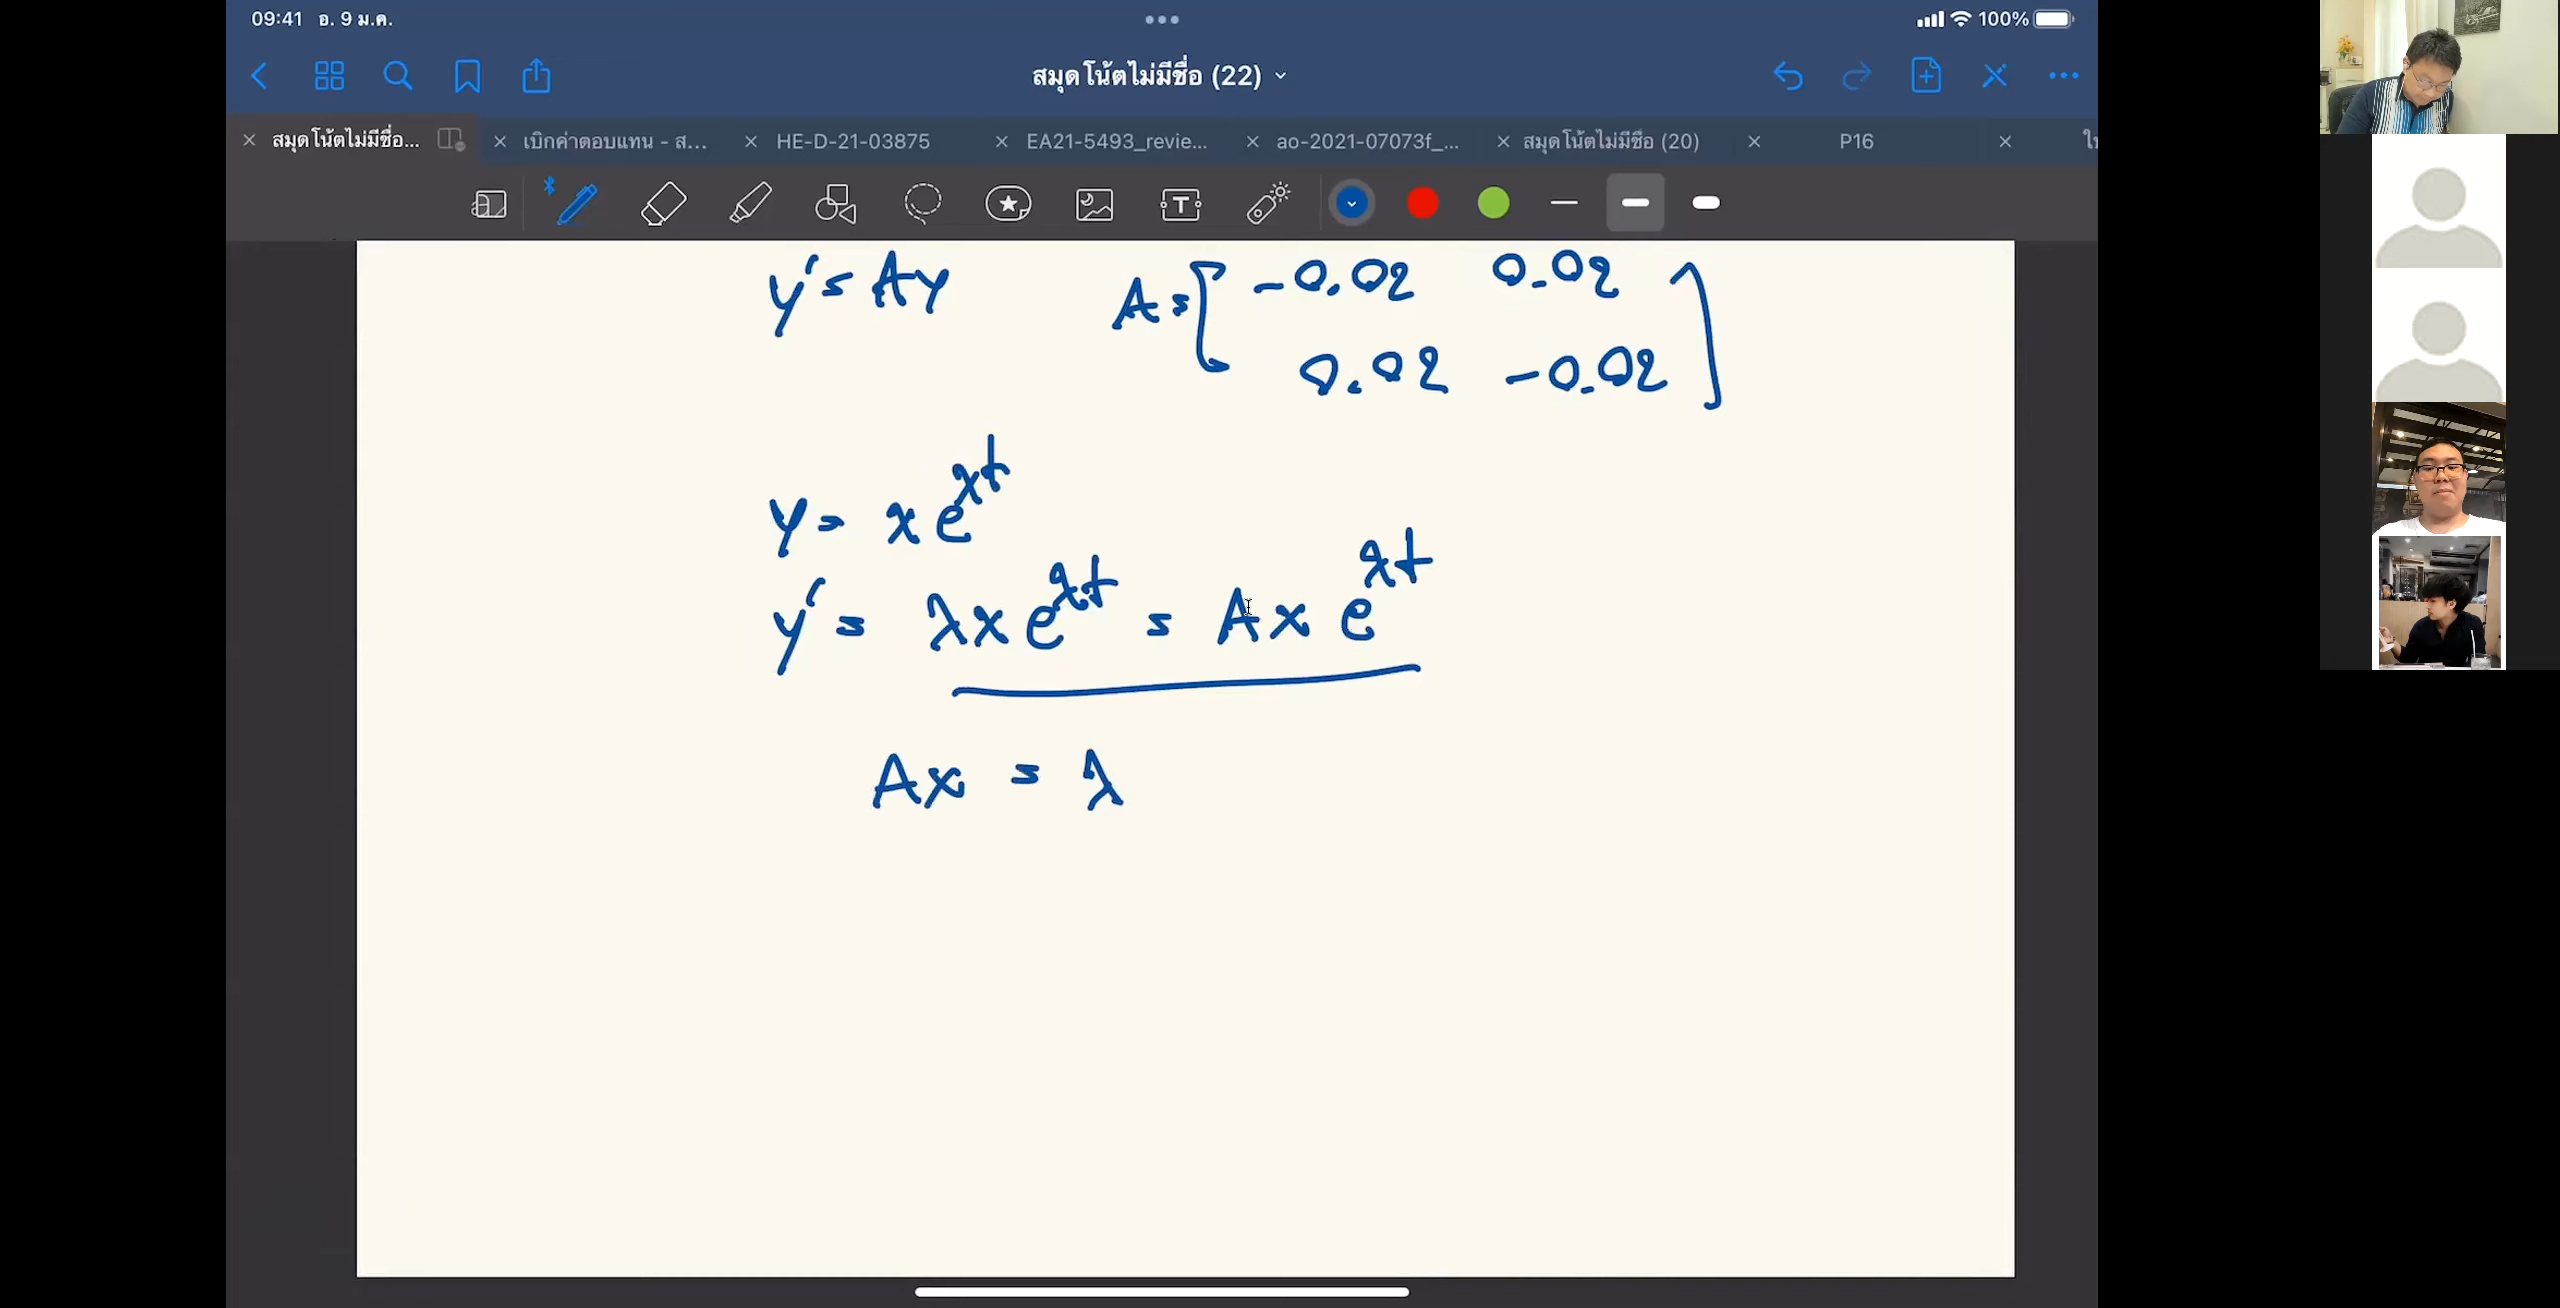 09:41 อ. 9 ม.ค. 100%
สมุดโน้ตไม่มีชื่อ (22)
สมุดโน้ตไม่มีชื่อ... เบิกค่าตอบแทน - ส... HE-D-21-03875 EA21-5493_revie... ao-2021-07073f_... สมุดโน้ตไม่มีชื่อ (20) P16 ใ
y' = Ay A = [ -0.02 0.02
0.02 -0.02 ]
y = x e^λt
y' = λx e^λt = Ax e^λt
Ax = λ